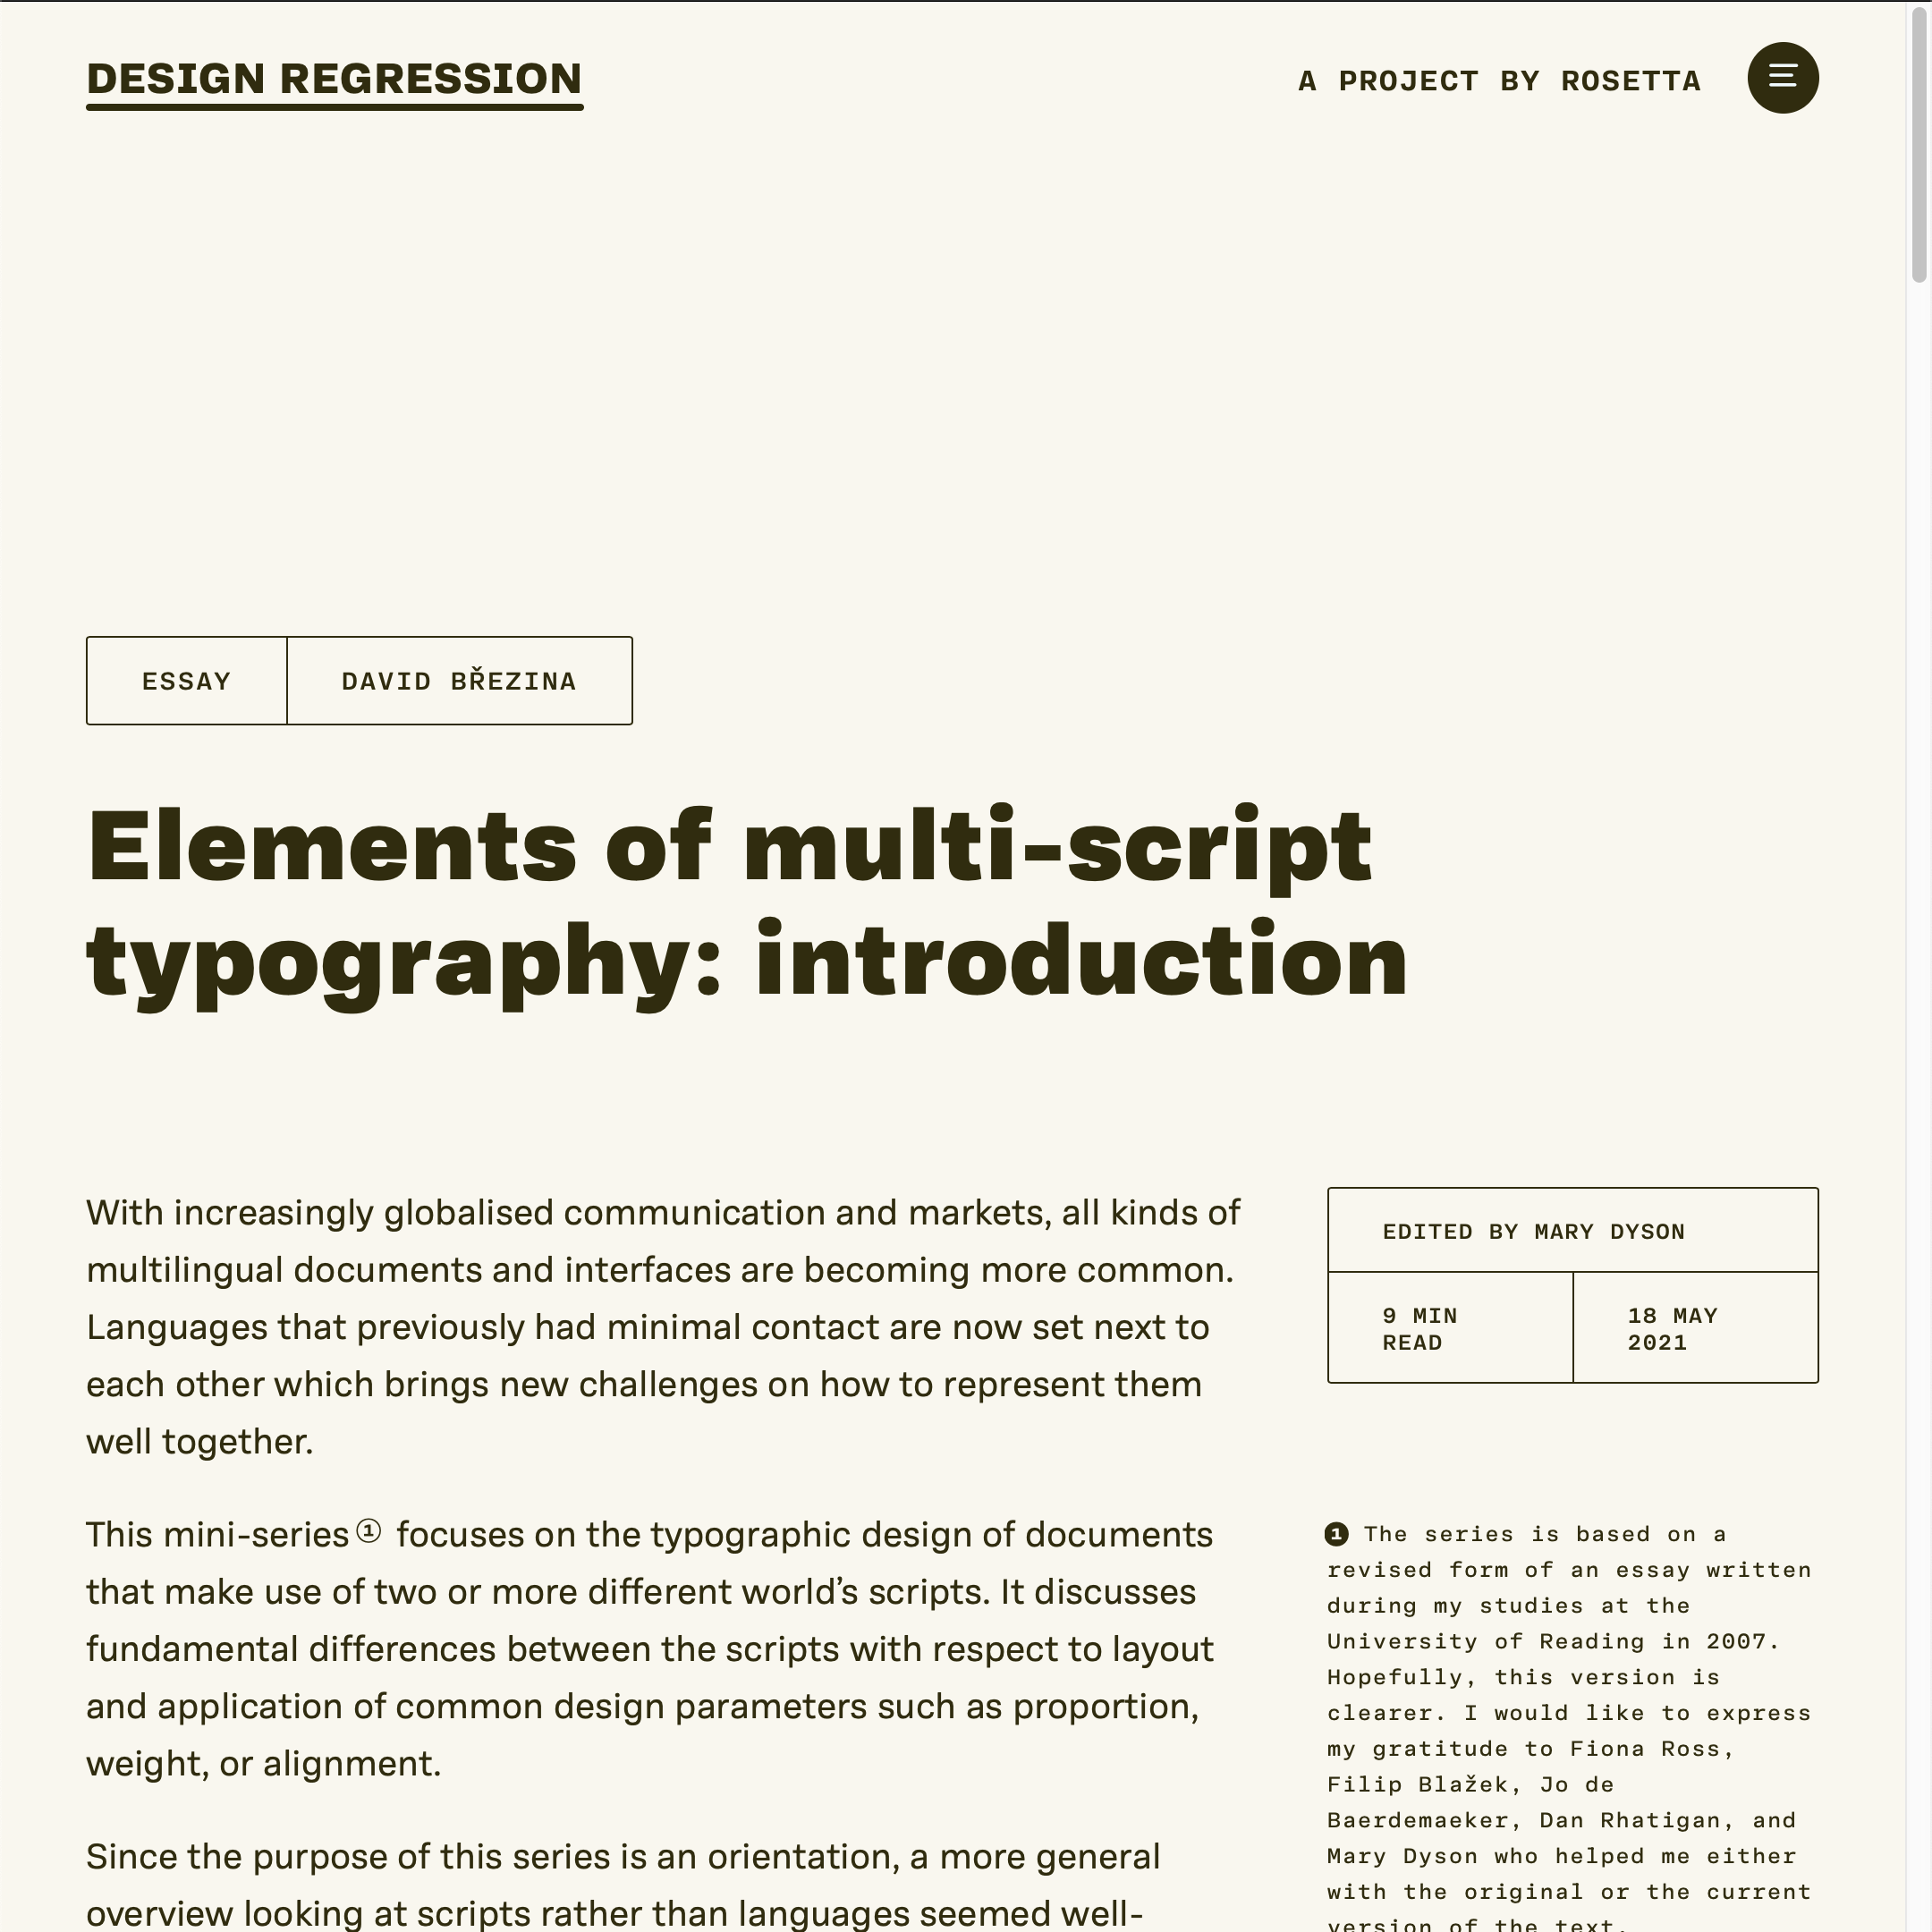 DESIGN REGRESSION
A PROJECT BY ROSETTA
ESSAY
DAVID BŘEZINA
Elements of multi-script
typography: introduction
With increasingly globalised communication and markets, all kinds of
multilingual documents and interfaces are becoming more common.
Languages that previously had minimal contact are now set next to
each other which brings new challenges on how to represent them
well together.
EDITED BY MARY DYSON
9 MIN
READ
18 MAY
2021
This mini-series① focuses on the typographic design of documents
that make use of two or more different world’s scripts. It discusses
fundamental differences between the scripts with respect to layout
and application of common design parameters such as proportion,
weight, or alignment.
Since the purpose of this series is an orientation, a more general
overview looking at scripts rather than languages seemed well-
❶ The series is based on a
revised form of an essay written
during my studies at the
University of Reading in 2007.
Hopefully, this version is
clearer. I would like to express
my gratitude to Fiona Ross,
Filip Blažek, Jo de
Baerdemaeker, Dan Rhatigan, and
Mary Dyson who helped me either
with the original or the current
version of the text.